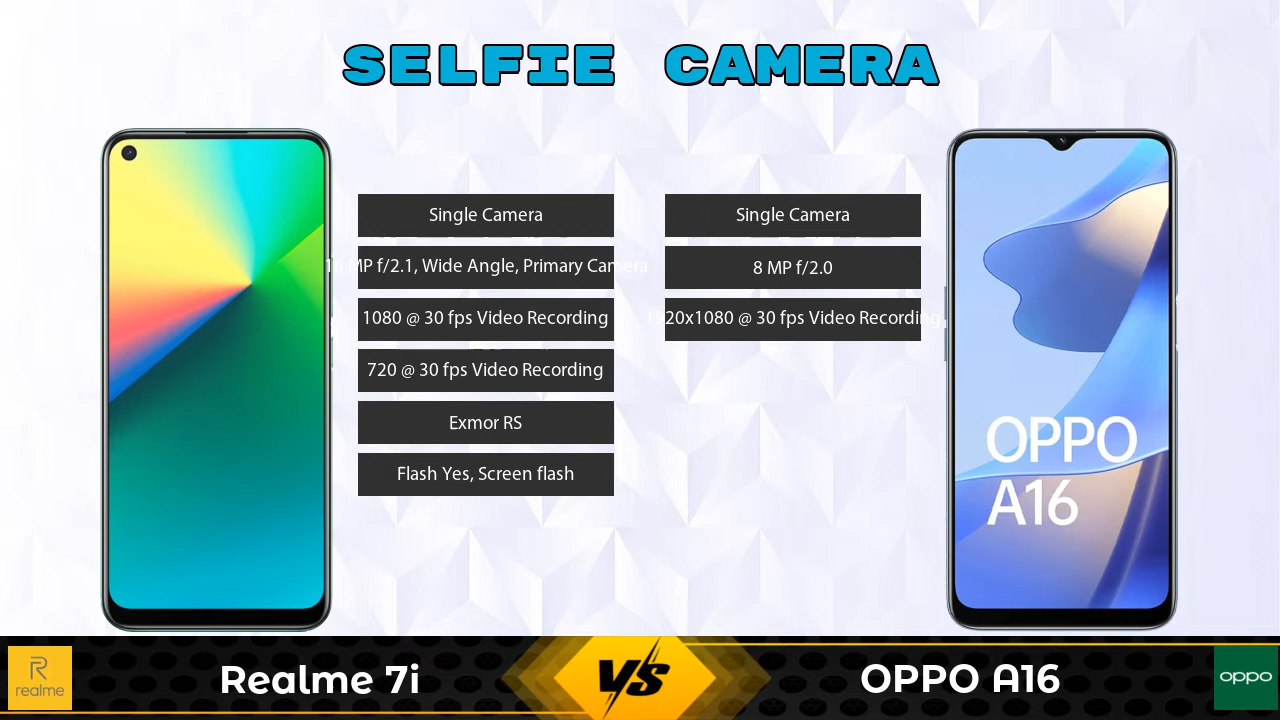 SELFIE CAMERA
Single Camera
16 MP f/2.1, Wide Angle, Primary Camera
1080 @ 30 fps Video Recording
720 @ 30 fps Video Recording
Exmor RS
Flash Yes, Screen flash
Single Camera
8 MP f/2.0
1920x1080 @ 30 fps Video Recording
OPPO
A16
R
realme
Realme 7i
VS
OPPO A16
oppo